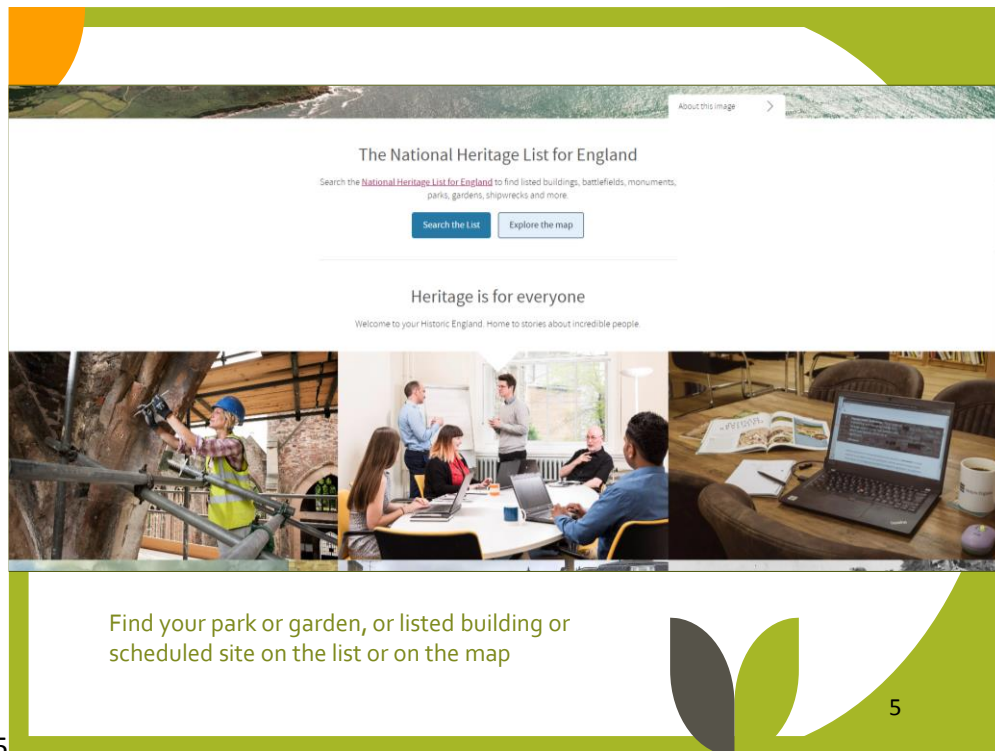 About this image
The National Heritage List for England
Search the National Heritage List for England to find listed buildings, battlefields, monuments,
parks, gardens, shipwrecks and more.
Search the List
Explore the map
Heritage is for everyone
Welcome to your Historic England. Home to stories about incredible people.
Find your park or garden, or listed building or
scheduled site on the list or on the map
5
5